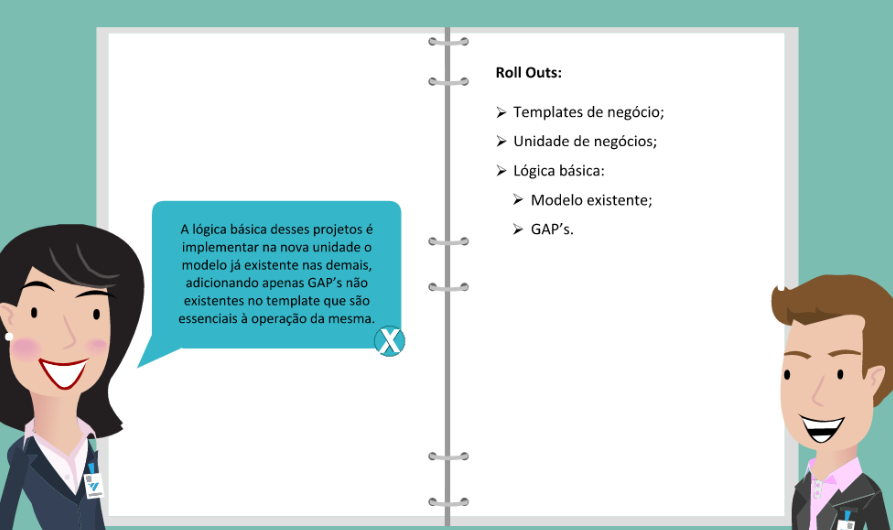 A lógica básica desses projetos é
implementar na nova unidade o
modelo já existente nas demais,
adicionando apenas GAP's não
existentes no template que são
essenciais à operação da mesma.
X
Roll Outs:
➢ Templates de negócio;
➢ Unidade de negócios;
➢ Lógica básica:
➢ Modelo existente;
➢ GAP's.